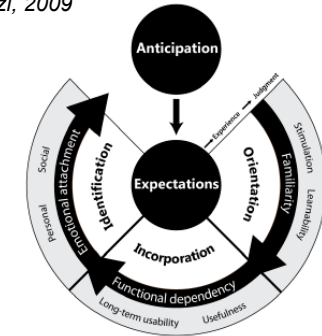 zi, 2009
Anticipation
Expectations
Experience
Judgment
Orientation
Familiarity
Stimulation
Learnability
Incorporation
Functional dependency
Usefulness
Long-term usability
Identification
Emotional attachment
Personal
Social